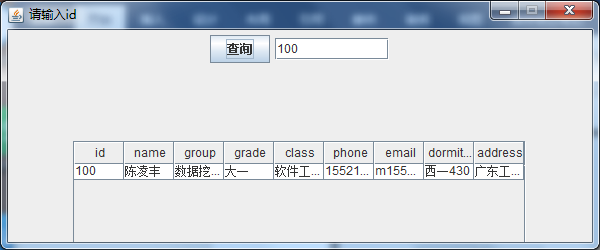 请输入id
查询 100
id name group grade class phone email dormit... address
100 陈凌丰 数据挖... 大一 软件工... 15521... m155... 西一430 广东工...